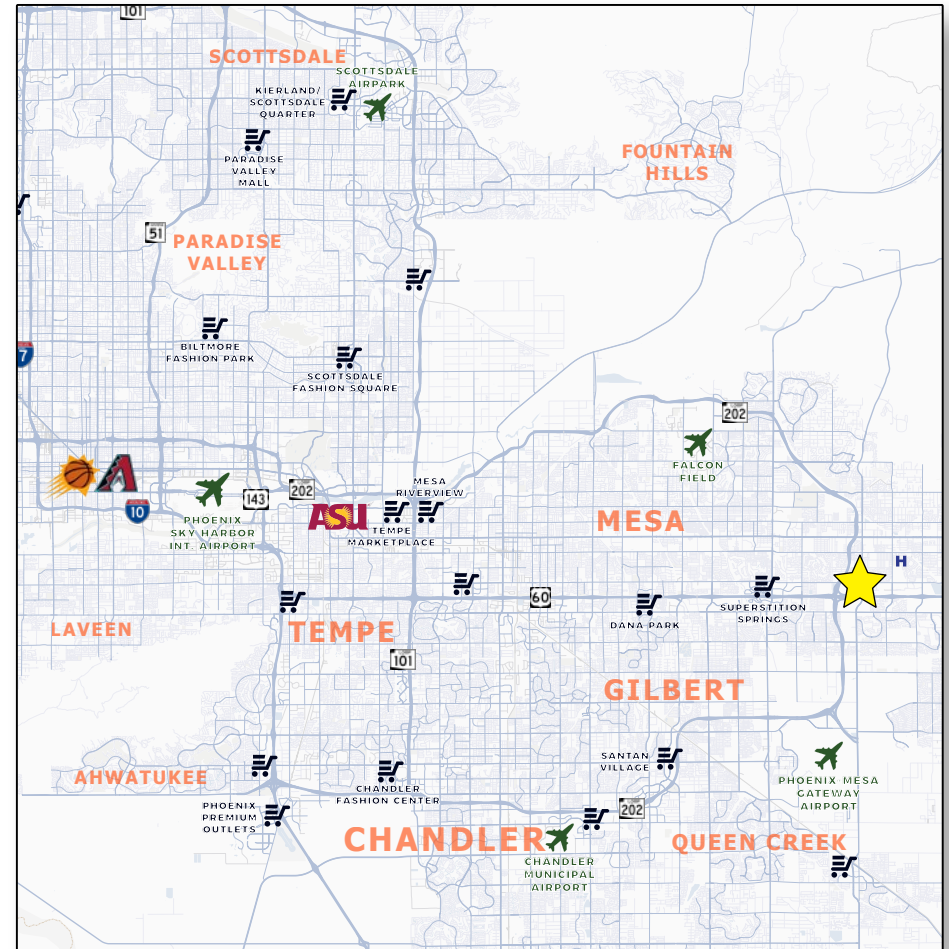 101
SCOTTSDALE
SCOTTSDALE
AIRPARK
KIERLAND/
SCOTTSDALE
QUARTER
PARADISE
VALLEY
MALL
FOUNTAIN
HILLS
51
PARADISE
VALLEY
BILTMORE
FASHION PARK
7
SCOTTSDALE
FASHION SQUARE
202
FALCON
FIELD
MESA
RIVERVIEW
143
202
10
ASU
PHOENIX
SKY HARBOR
INT. AIRPORT
TEMPE
MARKETPLACE
MESA
H
60
SUPERSTITION
SPRINGS
DANA PARK
LAVEEN
TEMPE
101
GILBERT
SANTAN
VILLAGE
AHWATUKEE
PHOENIX MESA
GATEWAY
AIRPORT
CHANDLER
FASHION CENTER
PHOENIX
PREMIUM
OUTLETS
202
CHANDLER
QUEEN CREEK
CHANDLER
MUNICIPAL
AIRPORT